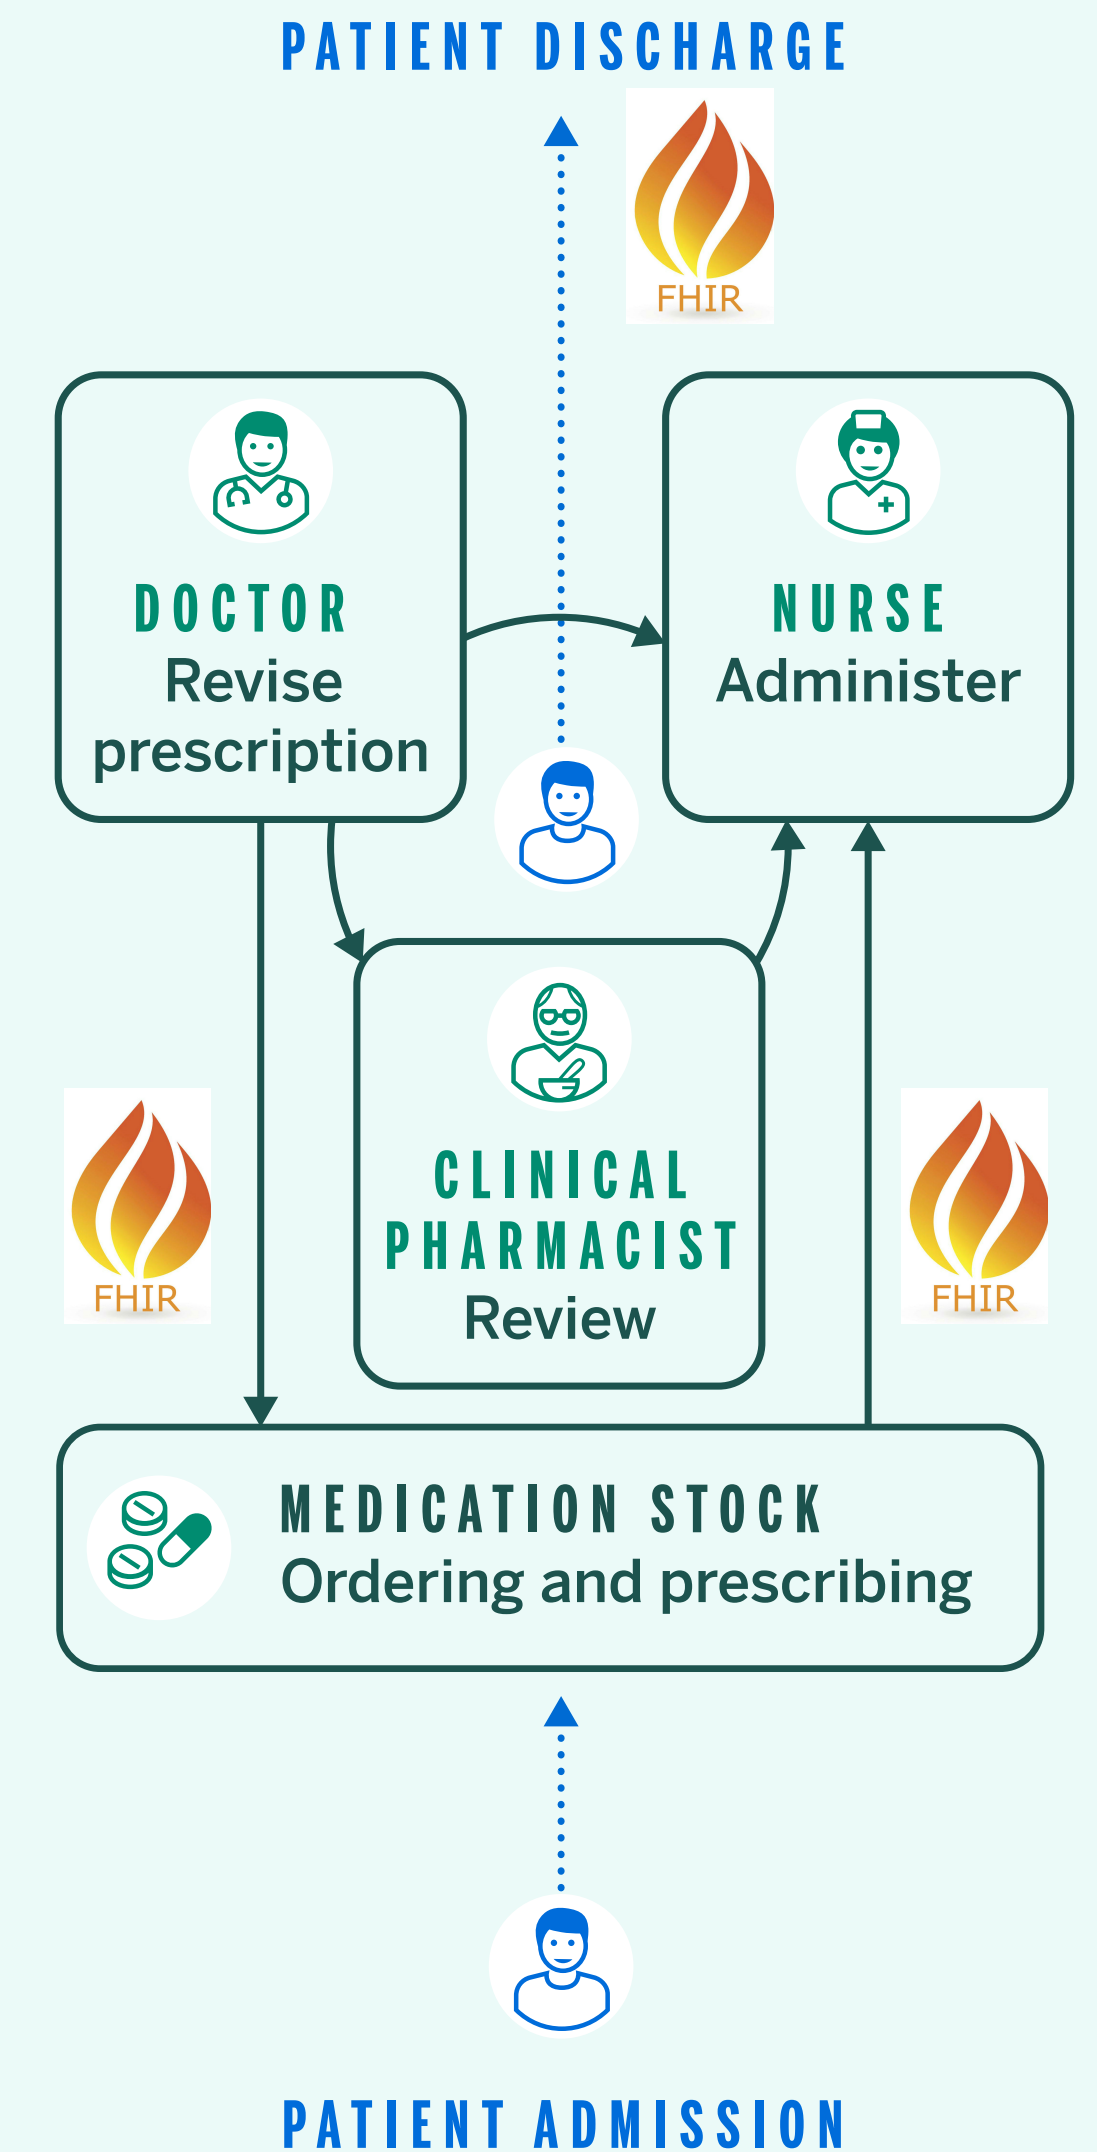 PATIENT DISCHARGE
FHIR
DOCTOR
Revise
prescription
NURSE
Administer
CLINICAL
PHARMACIST
Review
FHIR
FHIR
MEDICATION STOCK
Ordering and prescribing
PATIENT ADMISSION